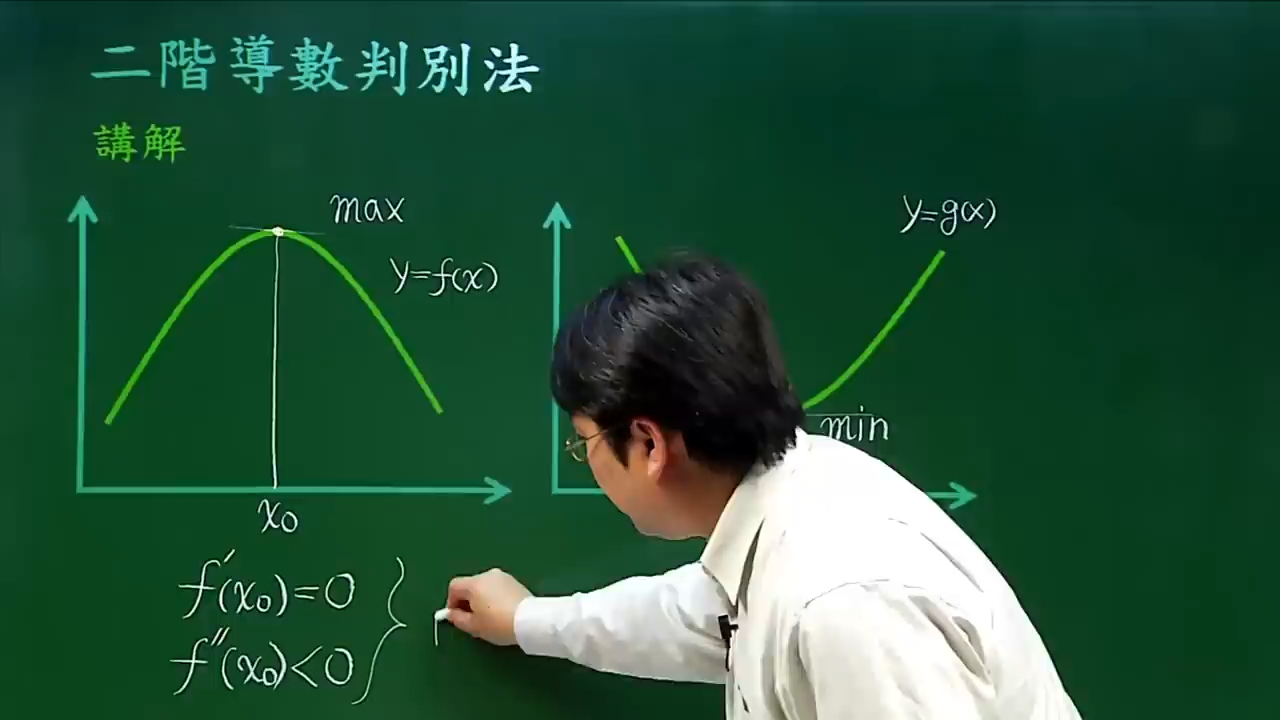 二階導數判別法
講解
max
y=f(x)
x₀
f′(x₀)=0
f″(x₀)<0
y=g(x)
min